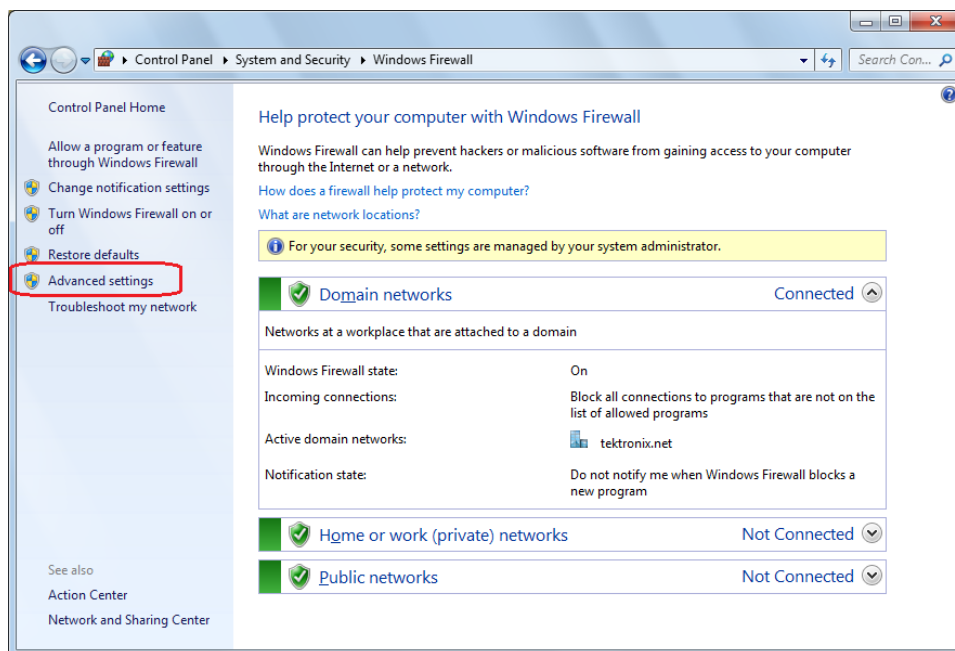 Control Panel
System and Security
Windows Firewall
Search Con...
Control Panel Home
Allow a program or feature
through Windows Firewall
Change notification settings
Turn Windows Firewall on or
off
Restore defaults
Advanced settings
Troubleshoot my network
See also
Action Center
Network and Sharing Center
Help protect your computer with Windows Firewall
Windows Firewall can help prevent hackers or malicious software from gaining access to your computer
through the Internet or a network.
How does a firewall help protect my computer?
What are network locations?
For your security, some settings are managed by your system administrator.
Domain networks Connected
Networks at a workplace that are attached to a domain
Windows Firewall state: On
Incoming connections: Block all connections to programs that are not on the
list of allowed programs
Active domain networks: tektronix.net
Notification state: Do not notify me when Windows Firewall blocks a
new program
Home or work (private) networks Not Connected
Public networks Not Connected